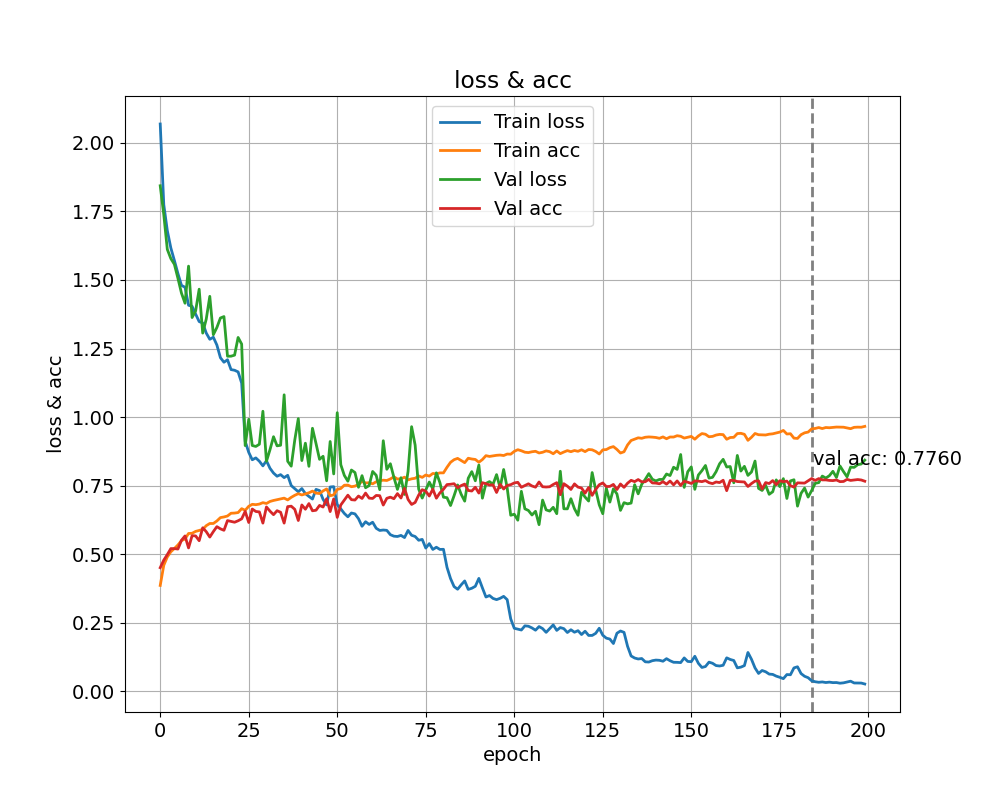 loss & acc
Train loss
Train acc
Val loss
Val acc
2.00
1.75
1.50
1.25
1.00
0.75
0.50
0.25
0.00
loss & acc
val acc: 0.7760
0 25 50 75 100 125 150 175 200
epoch